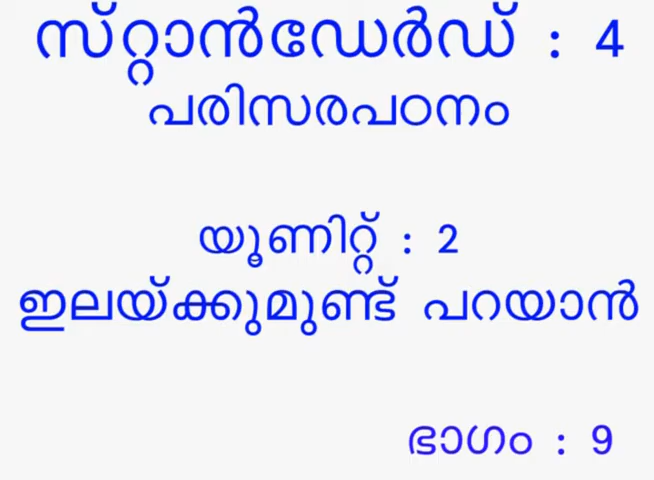 സ്റ്റാൻഡേർഡ് : 4
പരിസരപഠനം
യൂണിറ്റ് : 2
ഇലയ്ക്കുമുണ്ട് പറയാൻ
ഭാഗം : 9